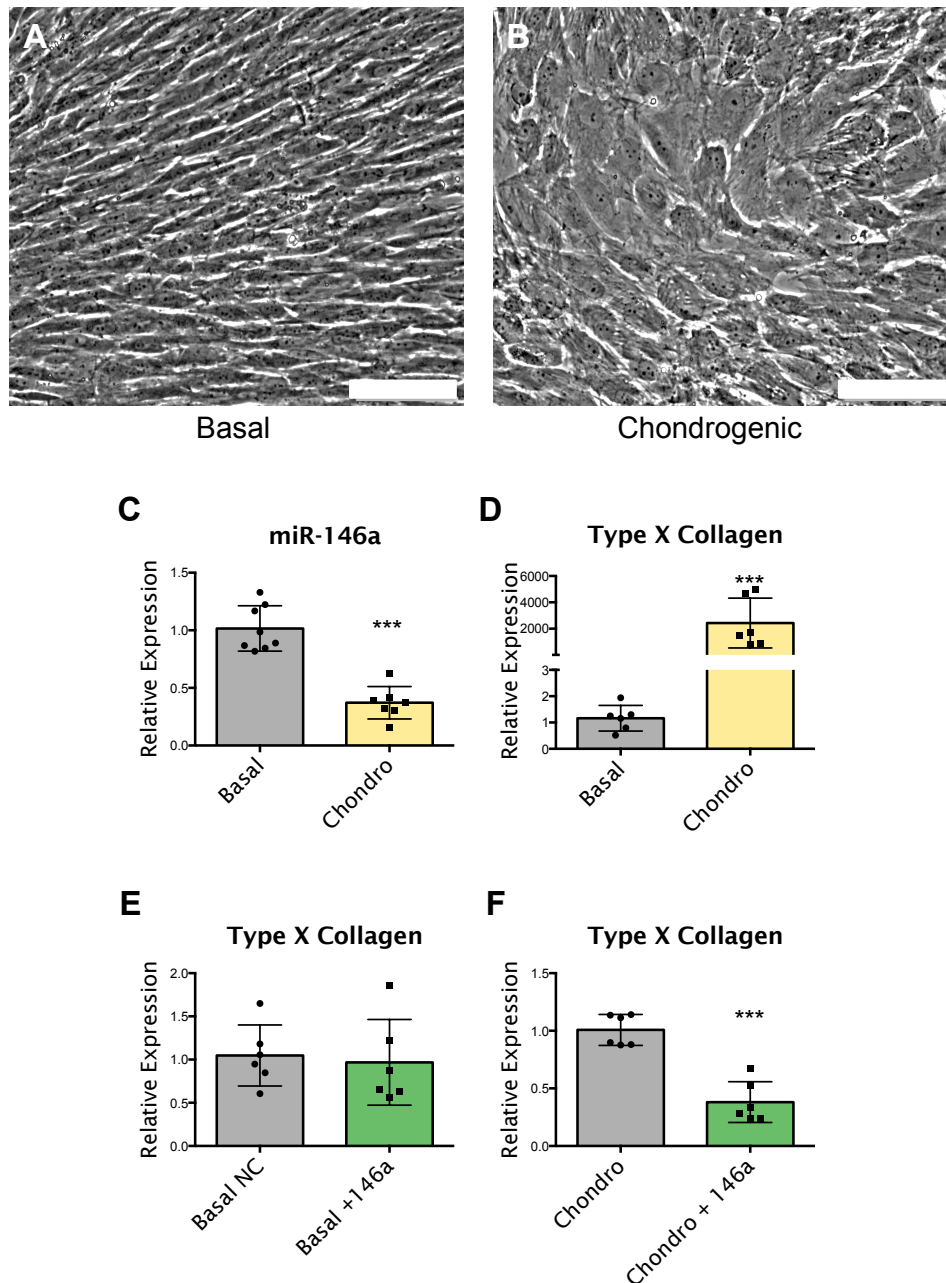 A
B
Basal
Chondrogenic
C
miR-146a
Relative Expression
1.5
1.0
0.5
0.0
***
Basal
Chondro
D
Type X Collagen
Relative Expression
6000
4000
2000
3
2
1
0
***
Basal
Chondro
E
Type X Collagen
Relative Expression
2.0
1.5
1.0
0.5
0.0
Basal NC
Basal +146a
F
Type X Collagen
Relative Expression
1.5
1.0
0.5
0.0
***
Chondro
Chondro + 146a